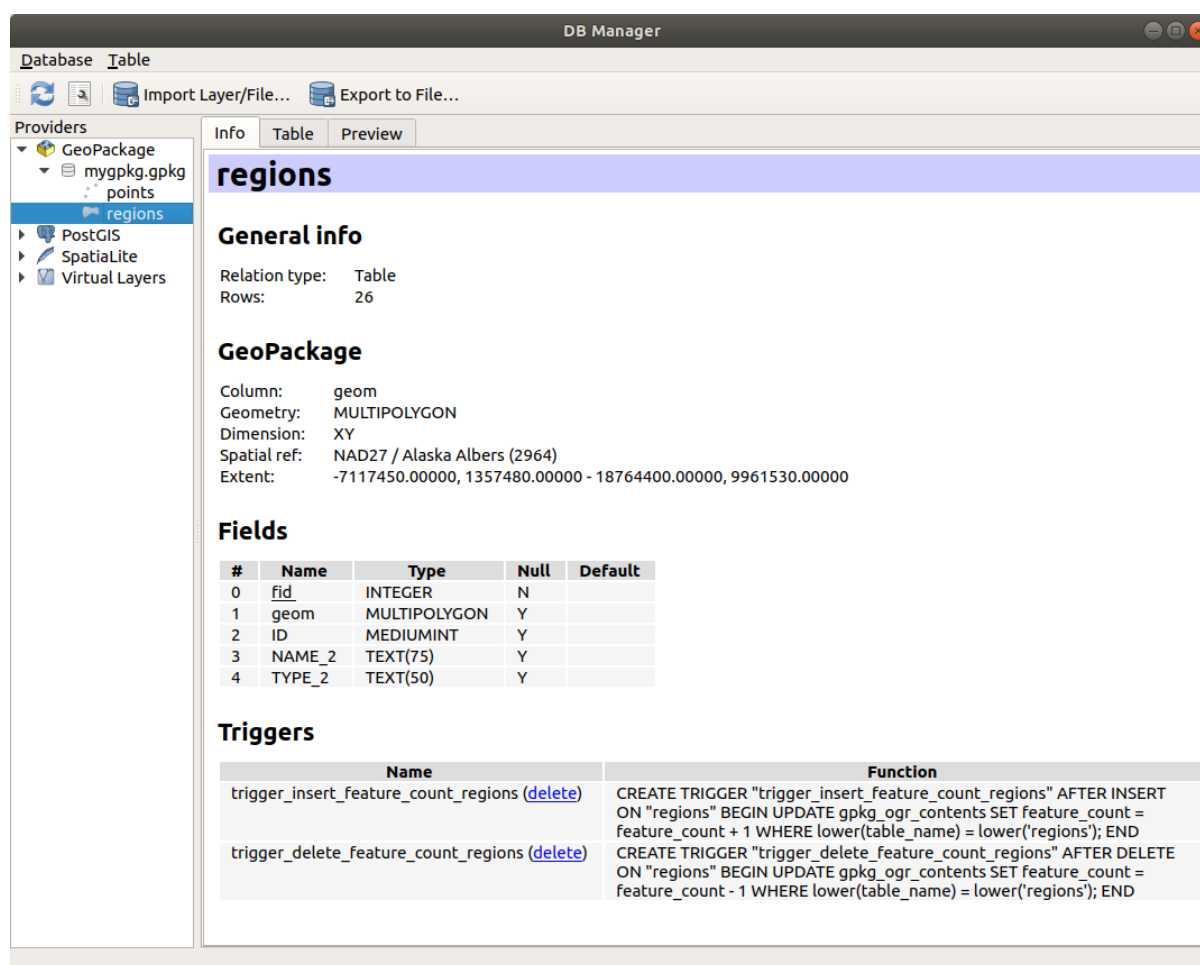 DB Manager
Database Table
Import Layer/File... Export to File...
Providers
GeoPackage
mygpkg.gpkg
points
regions
PostGIS
SpatiaLite
Virtual Layers
Info Table Preview
regions
General info
Relation type: Table
Rows: 26
GeoPackage
Column: geom
Geometry: MULTIPOLYGON
Dimension: XY
Spatial ref: NAD27 / Alaska Albers (2964)
Extent: -7117450.00000, 1357480.00000 - 18764400.00000, 9961530.00000
Fields
# Name Type Null Default
0 fid INTEGER N
1 geom MULTIPOLYGON Y
2 ID MEDIUMINT Y
3 NAME_2 TEXT(75) Y
4 TYPE_2 TEXT(50) Y
Triggers
Name Function
trigger_insert_feature_count_regions (delete) CREATE TRIGGER "trigger_insert_feature_count_regions" AFTER INSERT
ON "regions" BEGIN UPDATE gpkg_ogr_contents SET feature_count =
feature_count + 1 WHERE lower(table_name) = lower('regions'); END
trigger_delete_feature_count_regions (delete) CREATE TRIGGER "trigger_delete_feature_count_regions" AFTER DELETE
ON "regions" BEGIN UPDATE gpkg_ogr_contents SET feature_count =
feature_count - 1 WHERE lower(table_name) = lower('regions'); END